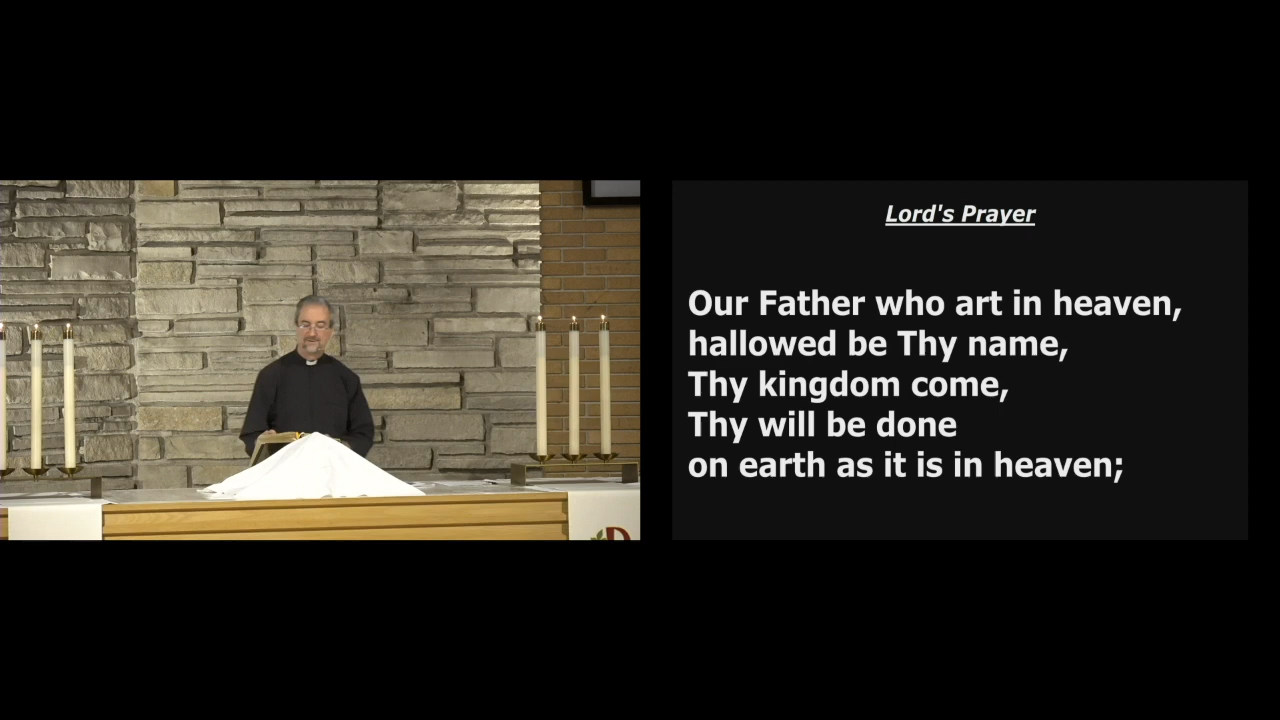 Lord's Prayer
Our Father who art in heaven,
hallowed be Thy name,
Thy kingdom come,
Thy will be done
on earth as it is in heaven;